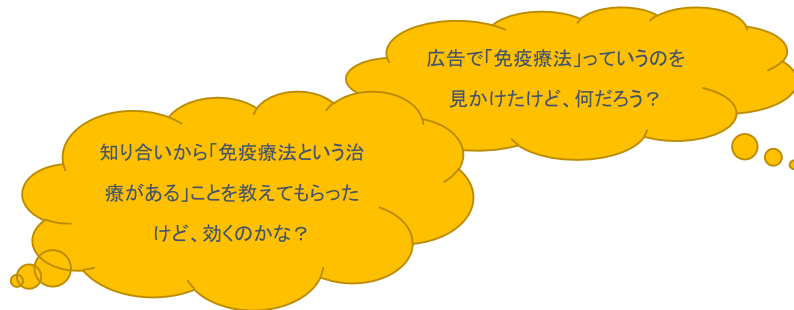 広告で「免疫療法」っていうのを
見かけたけど、何だろう？
知り合いから「免疫療法という治
療がある」ことを教えてもらった
けど、効くのかな？